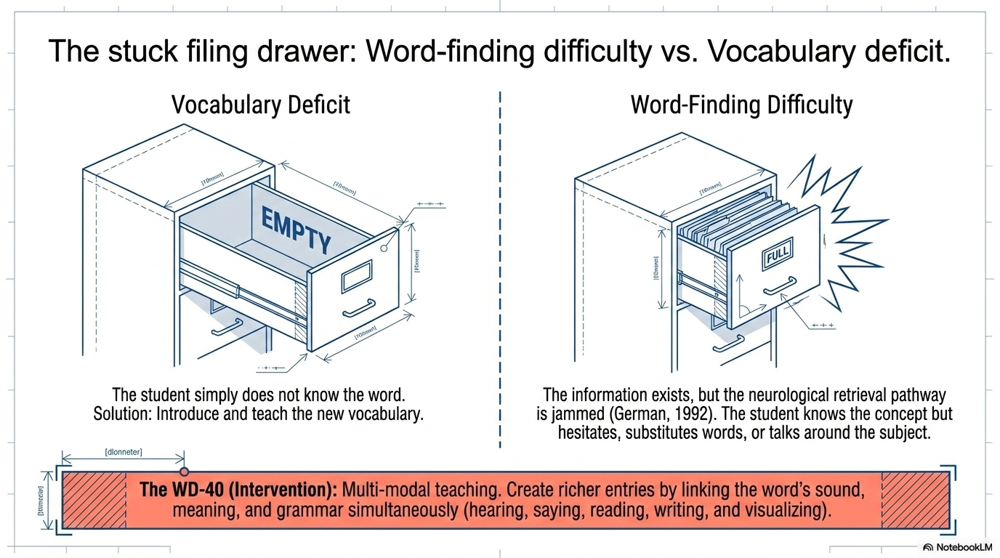 The stuck filing drawer: Word-finding difficulty vs. Vocabulary deficit.
Vocabulary Deficit
EMPTY
The student simply does not know the word.
Solution: Introduce and teach the new vocabulary.
Word-Finding Difficulty
FULL
The information exists, but the neurological retrieval pathway
is jammed (German, 1992). The student knows the concept but
hesitates, substitutes words, or talks around the subject.
[dlonneter]
The WD-40 (Intervention): Multi-modal teaching. Create richer entries by linking the word's sound,
meaning, and grammar simultaneously (hearing, saying, reading, writing, and visualizing).
NotebookLM